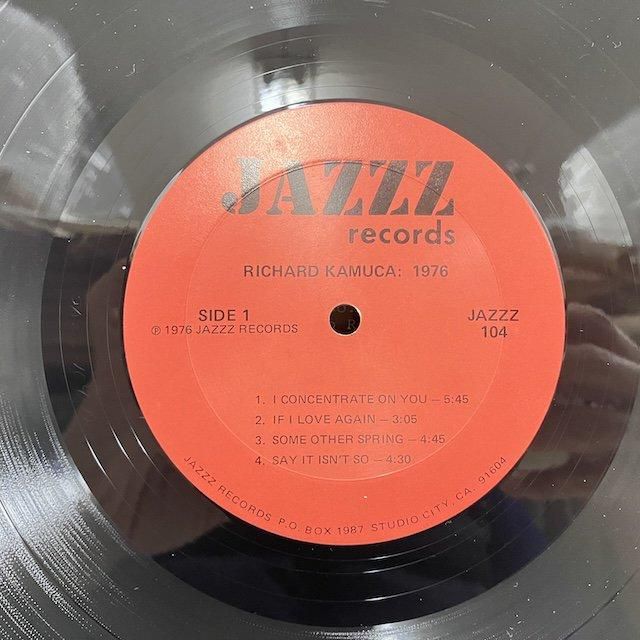 JAZZZ
records
RICHARD KAMUCA: 1976
SIDE 1
℗ 1976 JAZZZ RECORDS
JAZZZ
104
1. I CONCENTRATE ON YOU — 5:45
2. IF I LOVE AGAIN — 3:05
3. SOME OTHER SPRING — 4:45
4. SAY IT ISN'T SO — 4:30
JAZZZ RECORDS P.O. BOX 1987 STUDIO CITY, CA. 91604